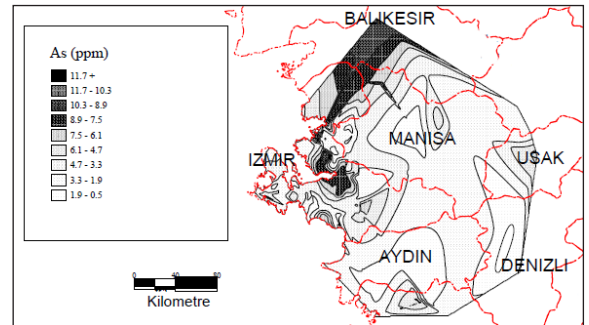 BALIKESIR
As (ppm)
11.7 +
11.7 - 10.3
10.3 - 8.9
8.9 - 7.5
7.5 - 6.1
6.1 - 4.7
4.7 - 3.3
3.3 - 1.9
1.9 - 0.5
MANISA
IZMIR
USAK
AYDIN
DENIZLI
0 40 80
Kilometre